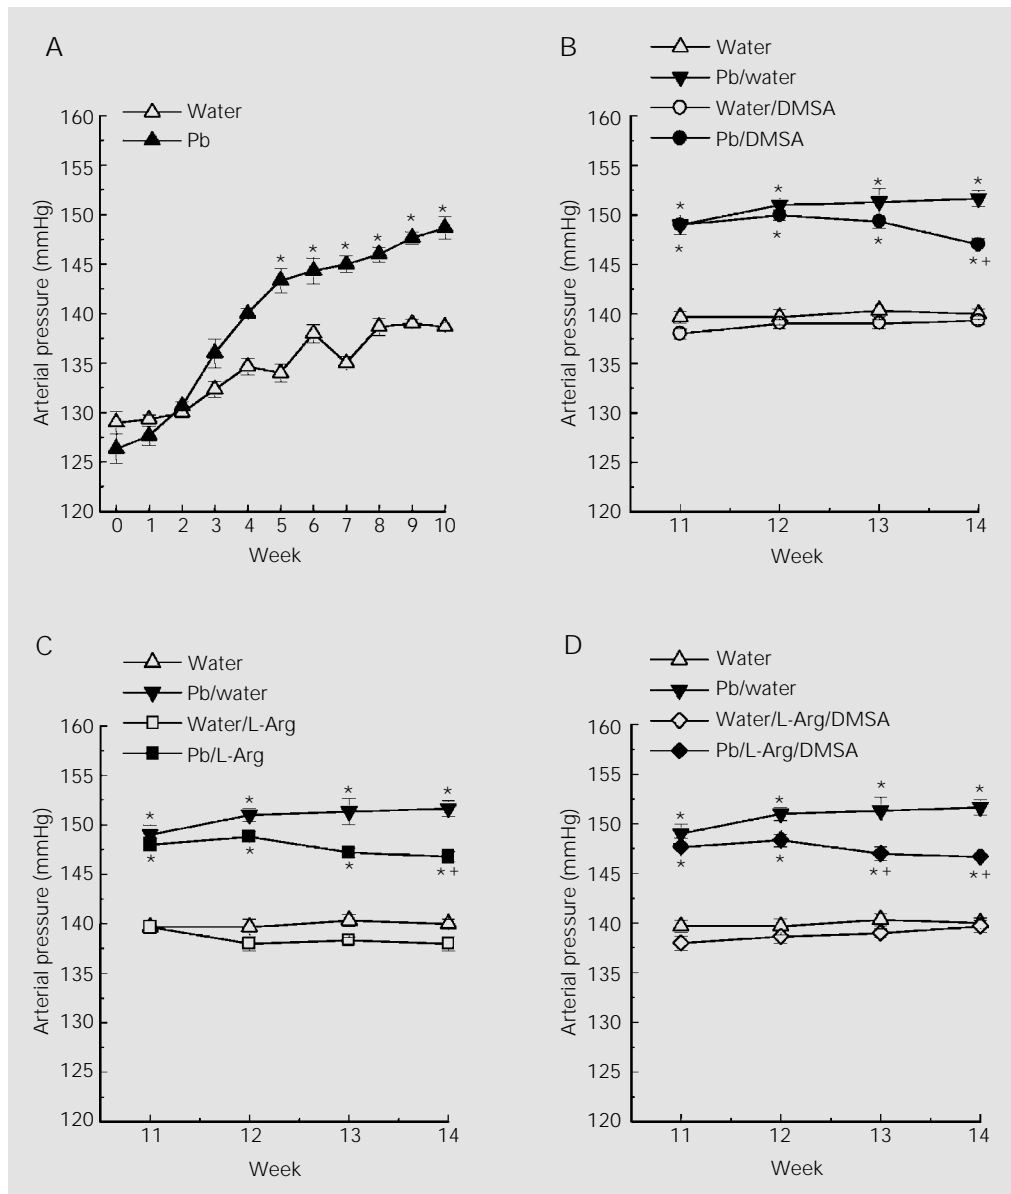 A
Water
Pb
Arterial pressure (mmHg)
160
155
150
145
140
135
130
125
120
* * * * * *
0 1 2 3 4 5 6 7 8 9 10
Week
B
Water
Pb/water
Water/DMSA
Pb/DMSA
Arterial pressure (mmHg)
160
155
150
145
140
135
130
125
120
* * * *
* * * *+
11 12 13 14
Week
C
Water
Pb/water
Water/L-Arg
Pb/L-Arg
Arterial pressure (mmHg)
160
155
150
145
140
135
130
125
120
* * * *
* * * *+
11 12 13 14
Week
D
Water
Pb/water
Water/L-Arg/DMSA
Pb/L-Arg/DMSA
Arterial pressure (mmHg)
160
155
150
145
140
135
130
125
120
* * * *
* * *+ *+
11 12 13 14
Week